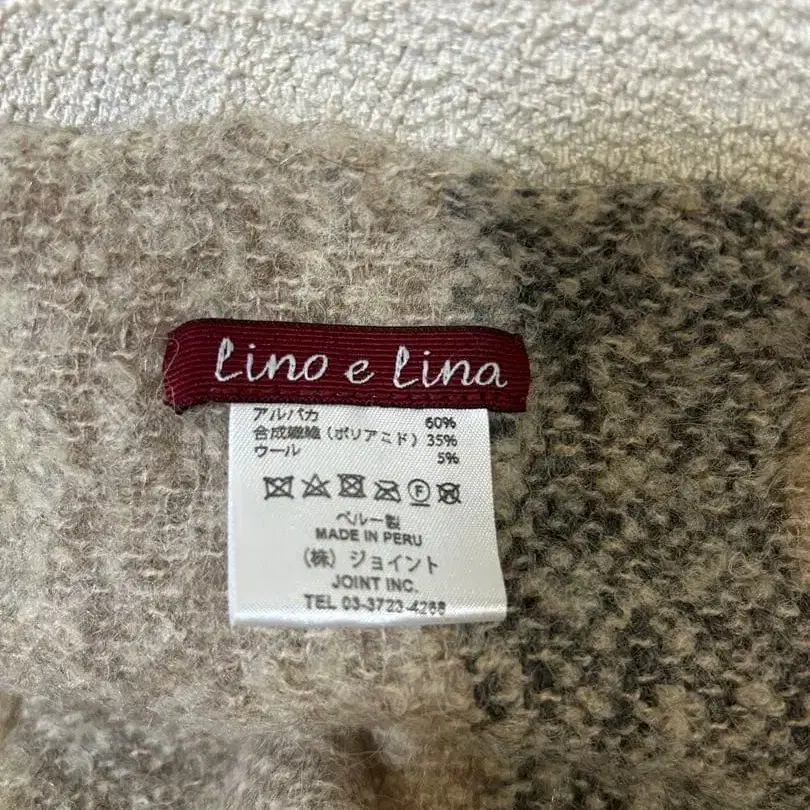 Lino e Lina
アルパカ 60%
合成繊維（ポリアミド） 35%
ウール 5%
F
ペルー製
MADE IN PERU
（株）ジョイント
JOINT INC.
TEL 03-3723-4288